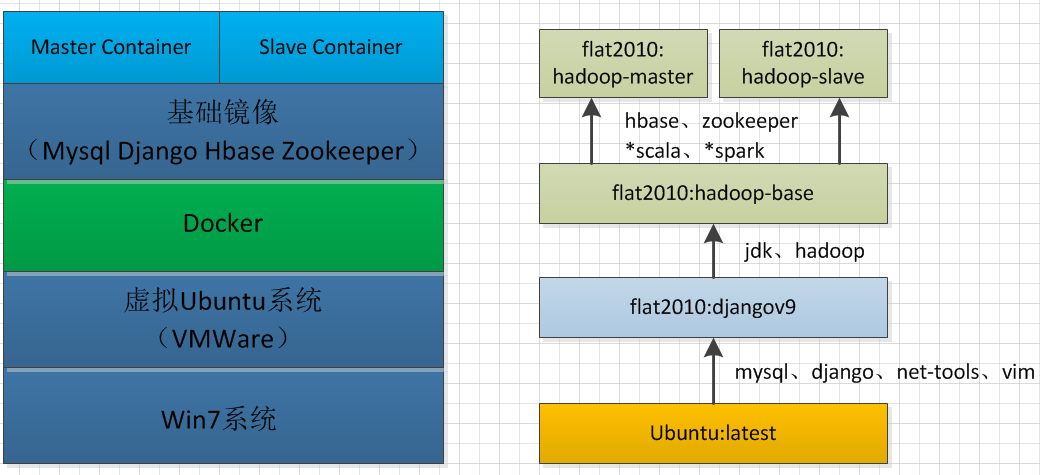 Master Container
Slave Container
基础镜像
（Mysql Django Hbase Zookeeper）
Docker
虚拟Ubuntu系统
（VMWare）
Win7系统
flat2010:
hadoop-master
flat2010:
hadoop-slave
hbase、zookeeper
*scala、*spark
flat2010:hadoop-base
jdk、hadoop
flat2010:djangov9
mysql、django、net-tools、vim
Ubuntu:latest